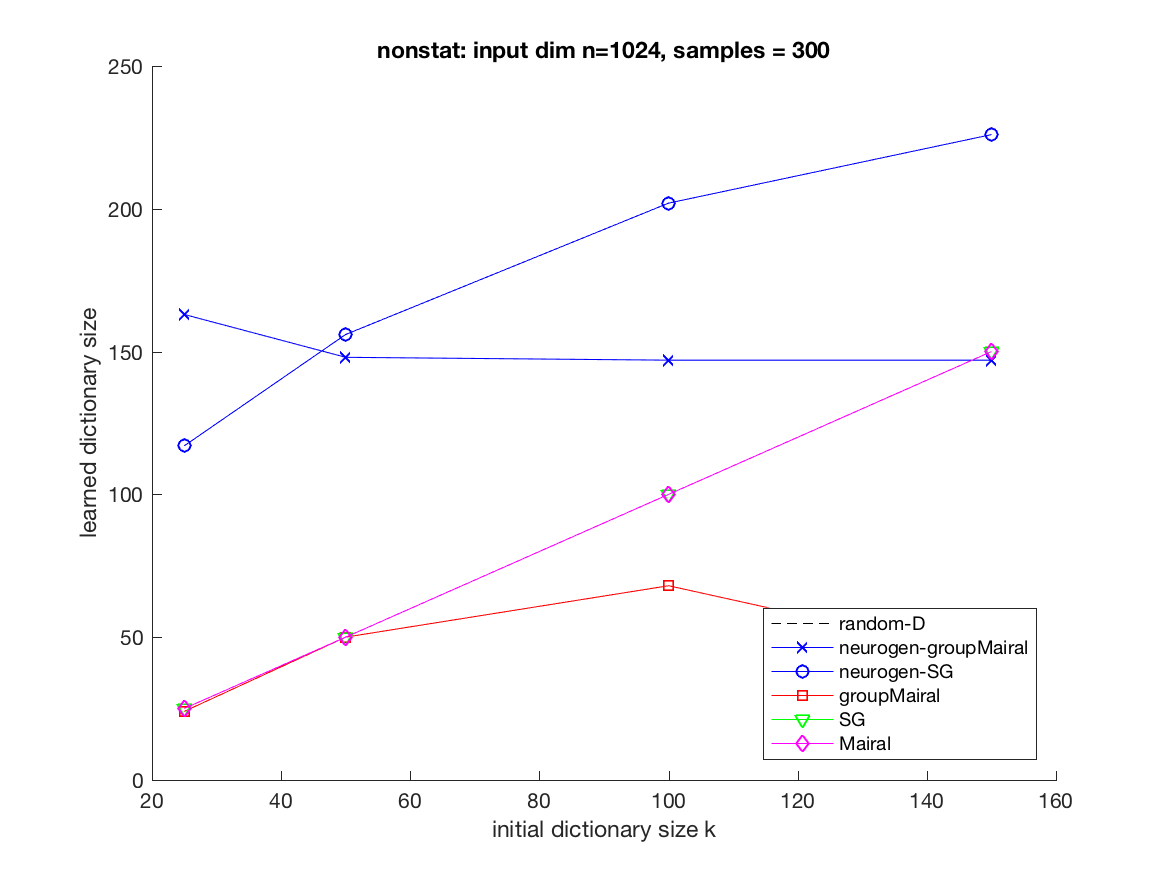 nonstat: input dim n=1024, samples = 300
250
200
150
100
50
0
learned dictionary size
20 40 60 80 100 120 140 160
initial dictionary size k
random-D
neurogen-groupMairal
neurogen-SG
groupMairal
SG
Mairal